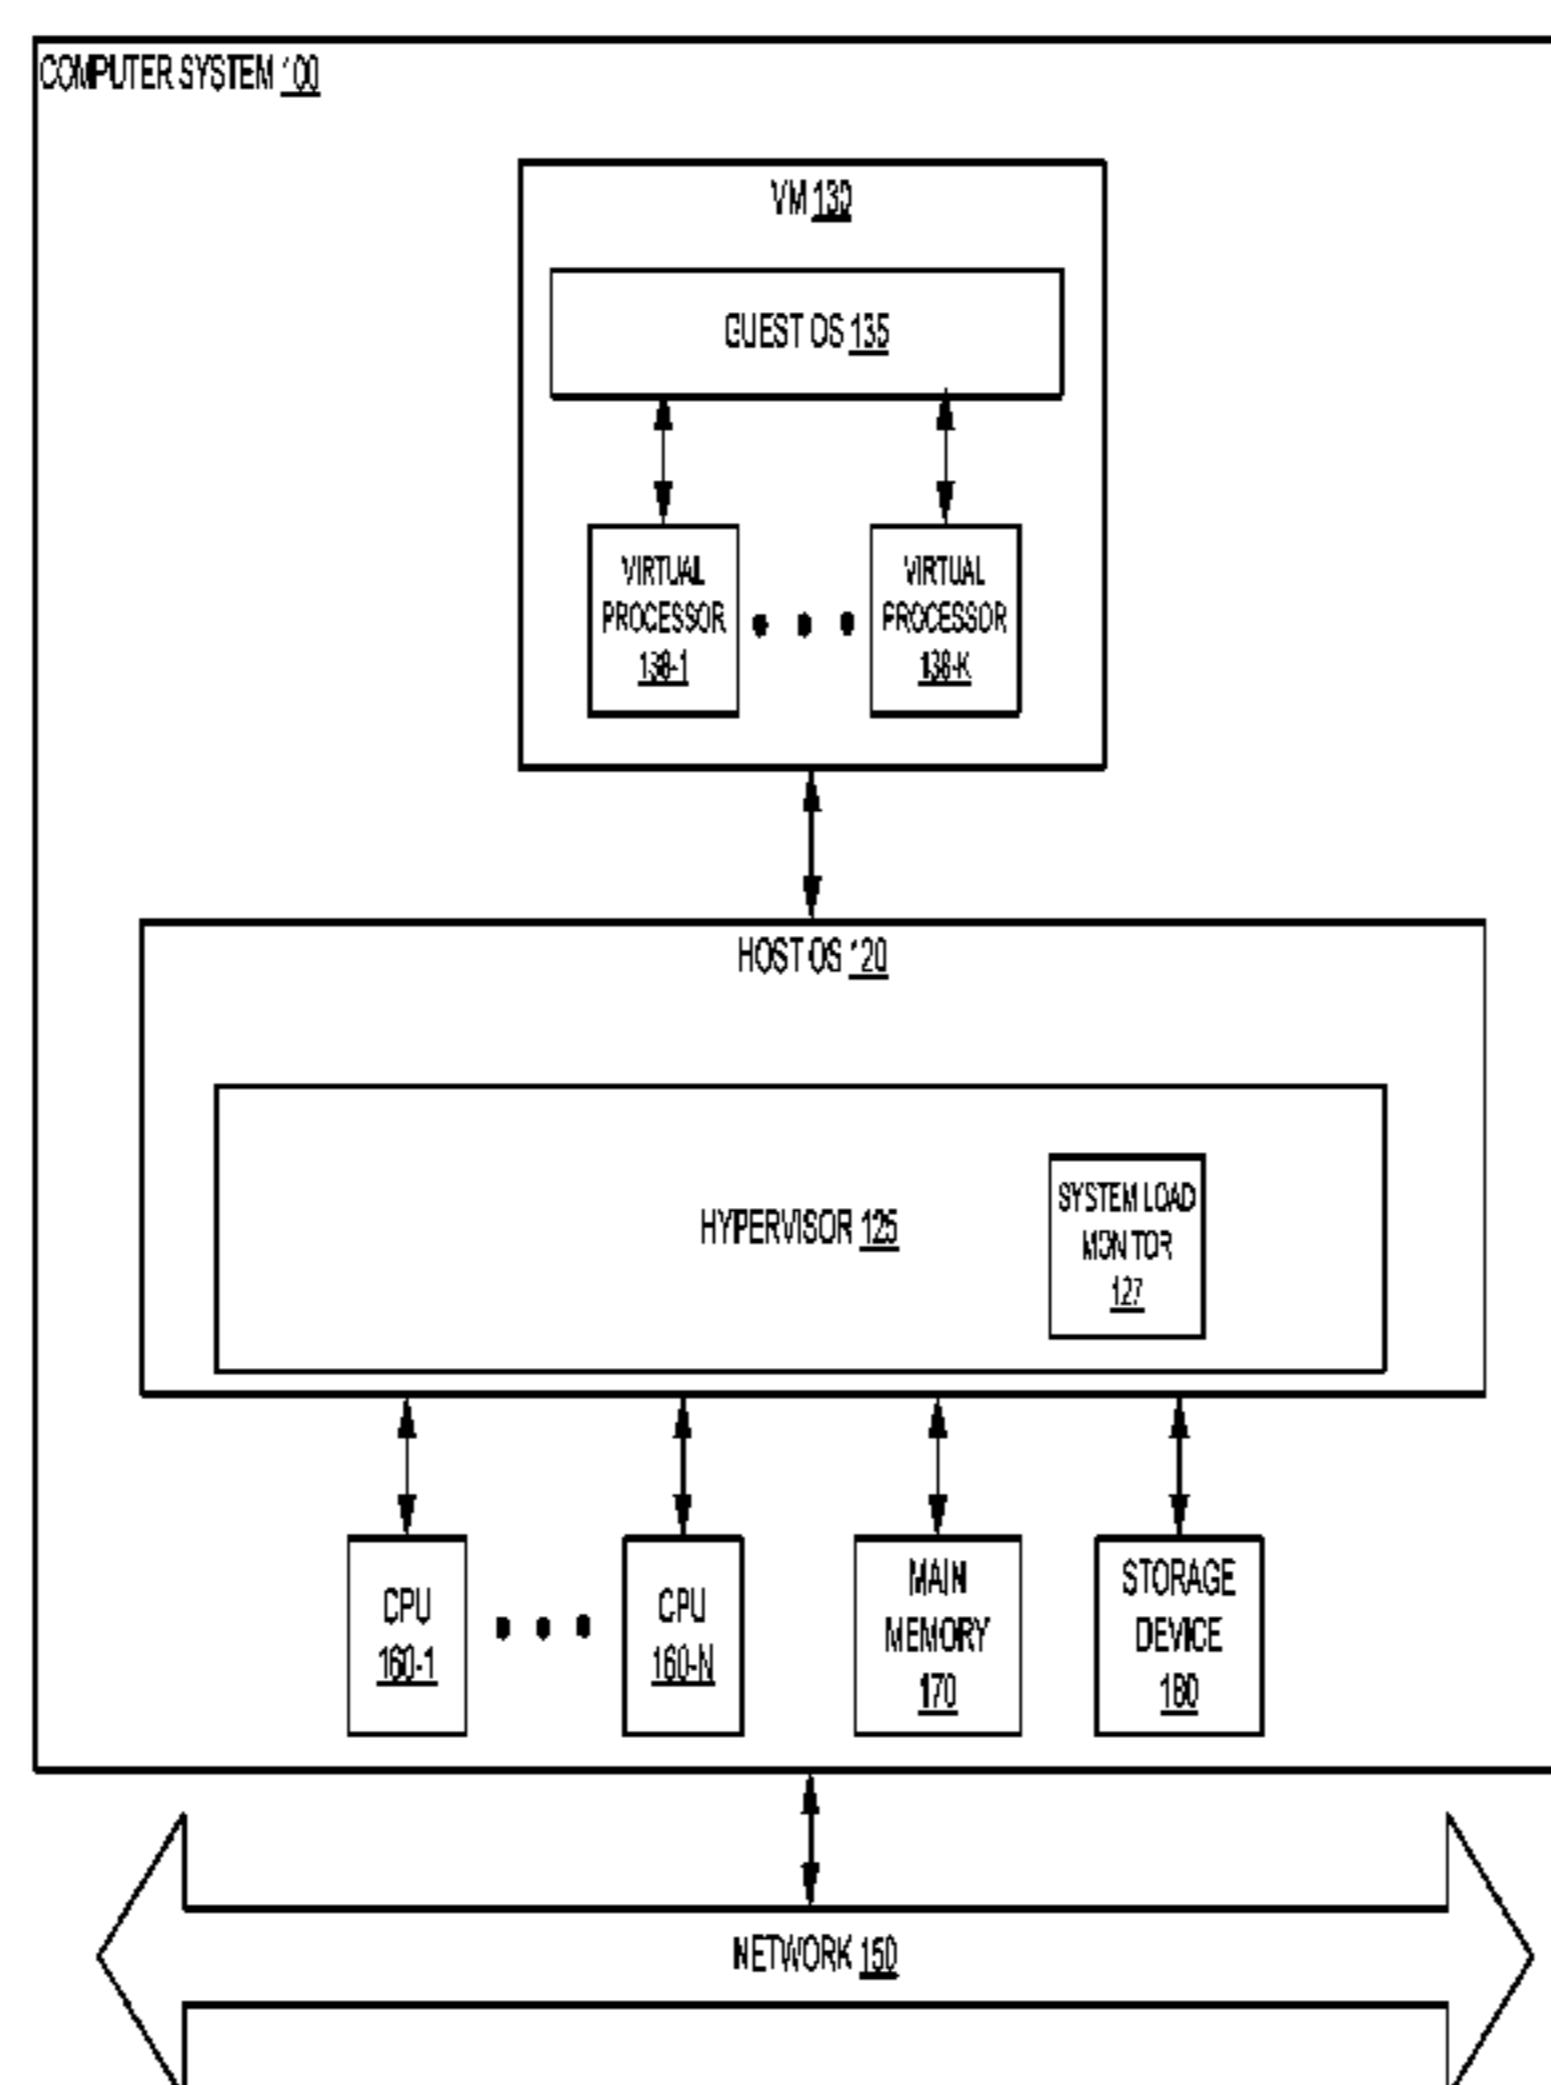 COMPUTER SYSTEM 100
VM 130
GUEST OS 135
VIRTUAL
PROCESSOR
138-1
VIRTUAL
PROCESSOR
138-K
HOST OS 120
HYPERVISOR 125
SYSTEM LOAD
MONITOR
127
CPU
160-1
CPU
160-N
MAIN
MEMORY
170
STORAGE
DEVICE
180
NETWORK 150